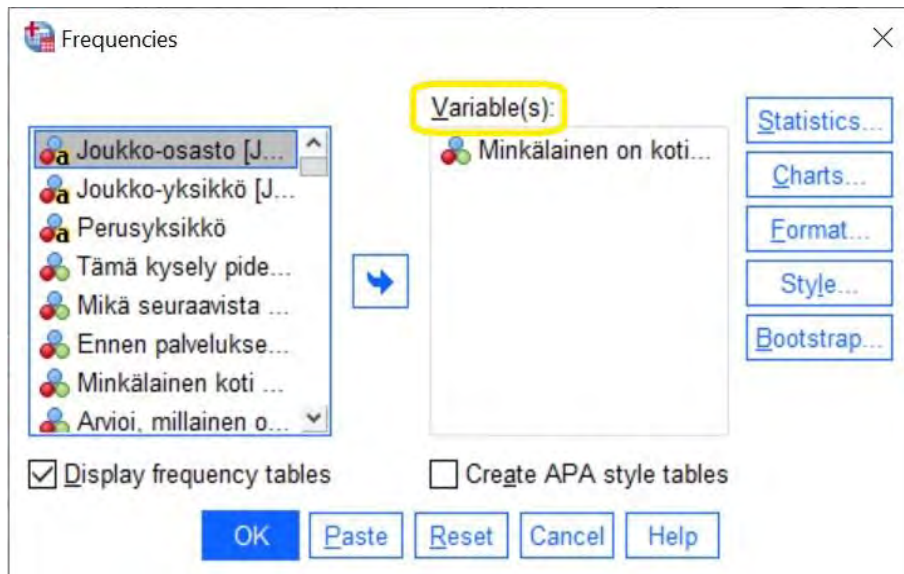 Frequencies
Variable(s):
Joukko-osasto [J...
Joukko-yksikkö [J...
Perusyksikkö
Tämä kysely pide...
Mikä seuraavista ...
Ennen palvelukse...
Minkälainen koti ...
Arvioi, millainen o...
Minkälainen on koti...
Statistics...
Charts...
Format...
Style...
Bootstrap...
Display frequency tables
Create APA style tables
OK Paste Reset Cancel Help